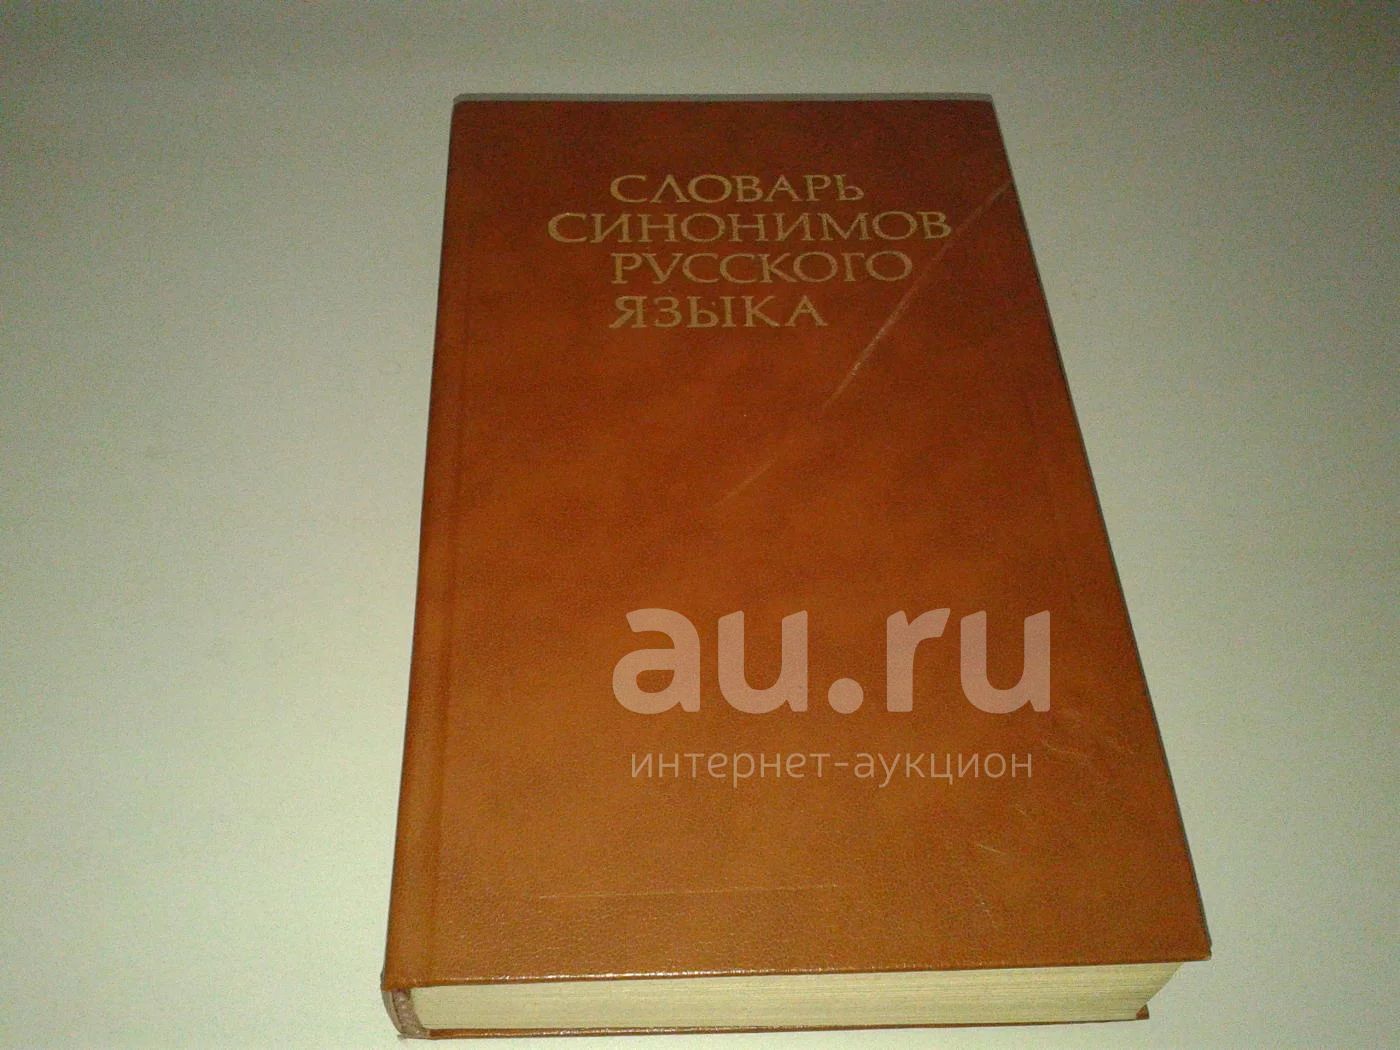 СЛОВАРЬ
СИНОНИМОВ
РУССКОГО
ЯЗЫКА
au.ru
интернет-аукцион